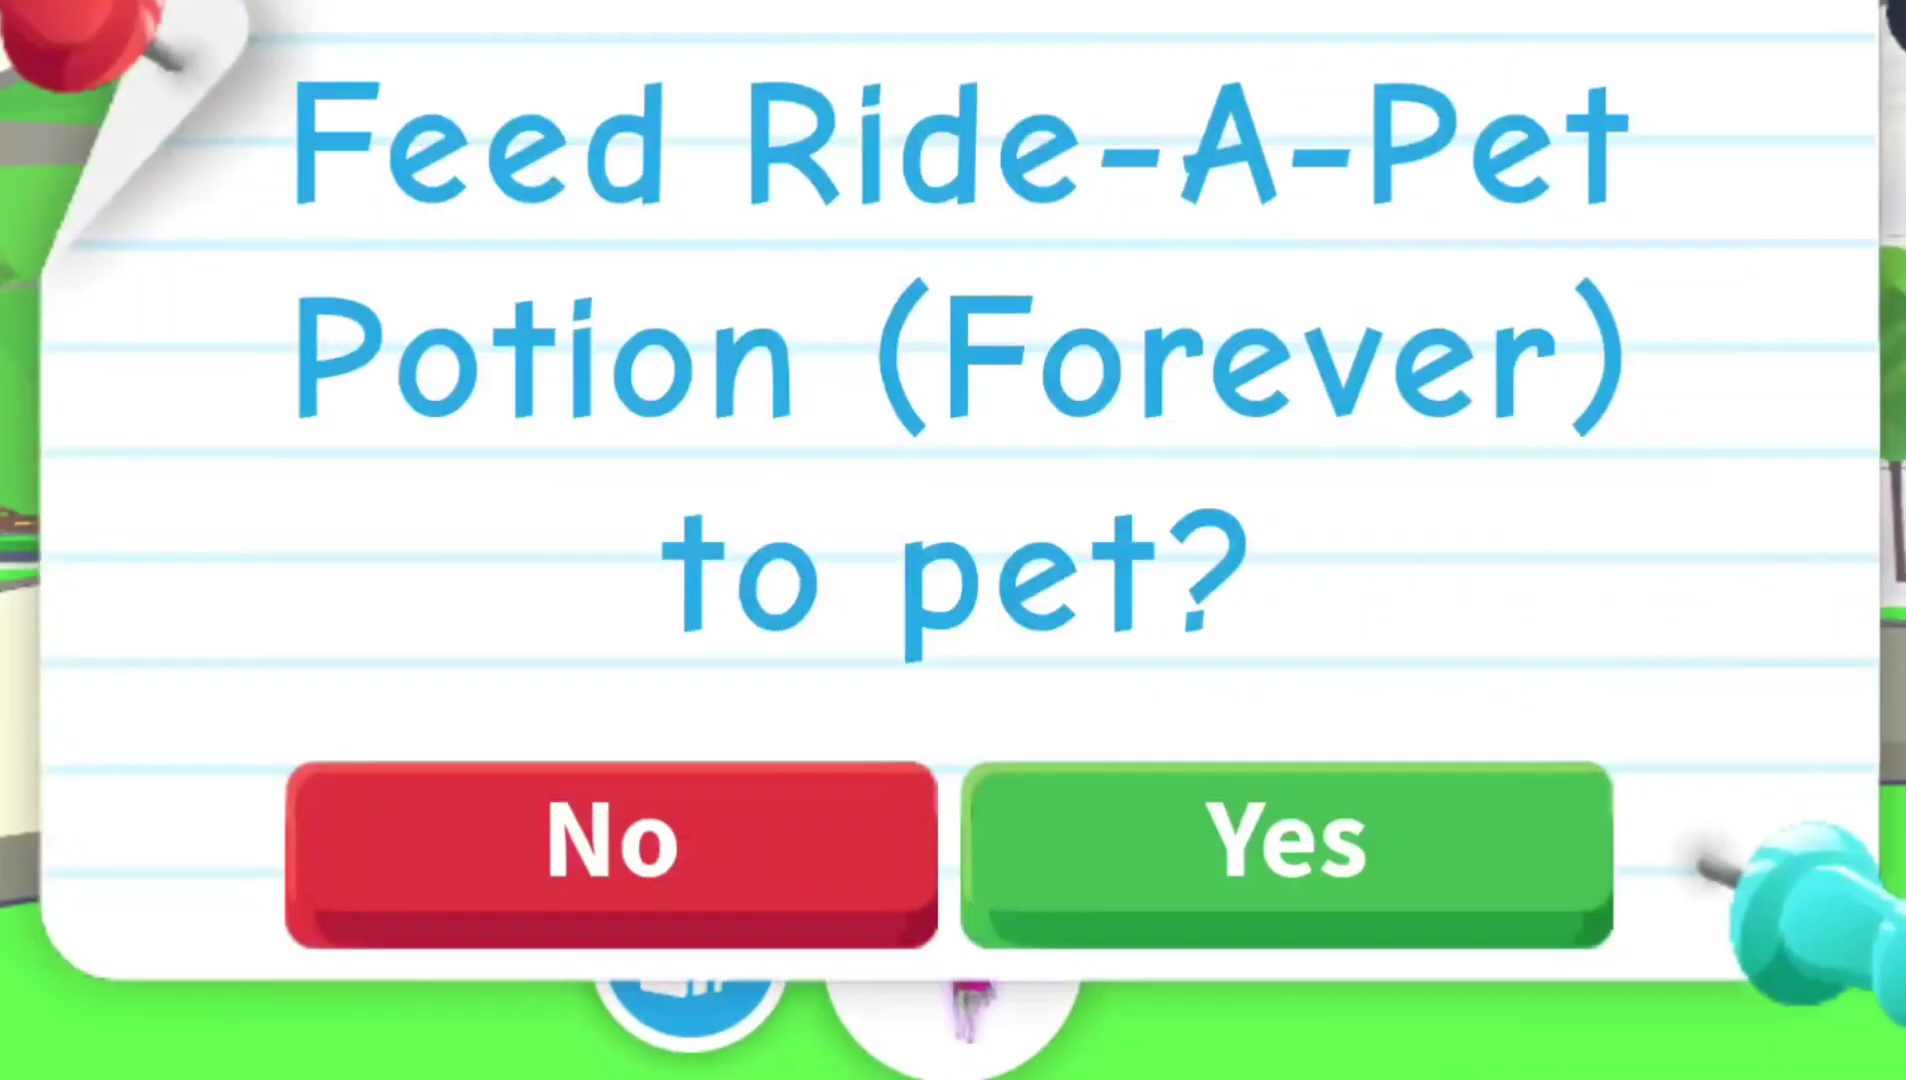 Feed Ride-A-Pet
Potion (Forever)
to pet?
No Yes